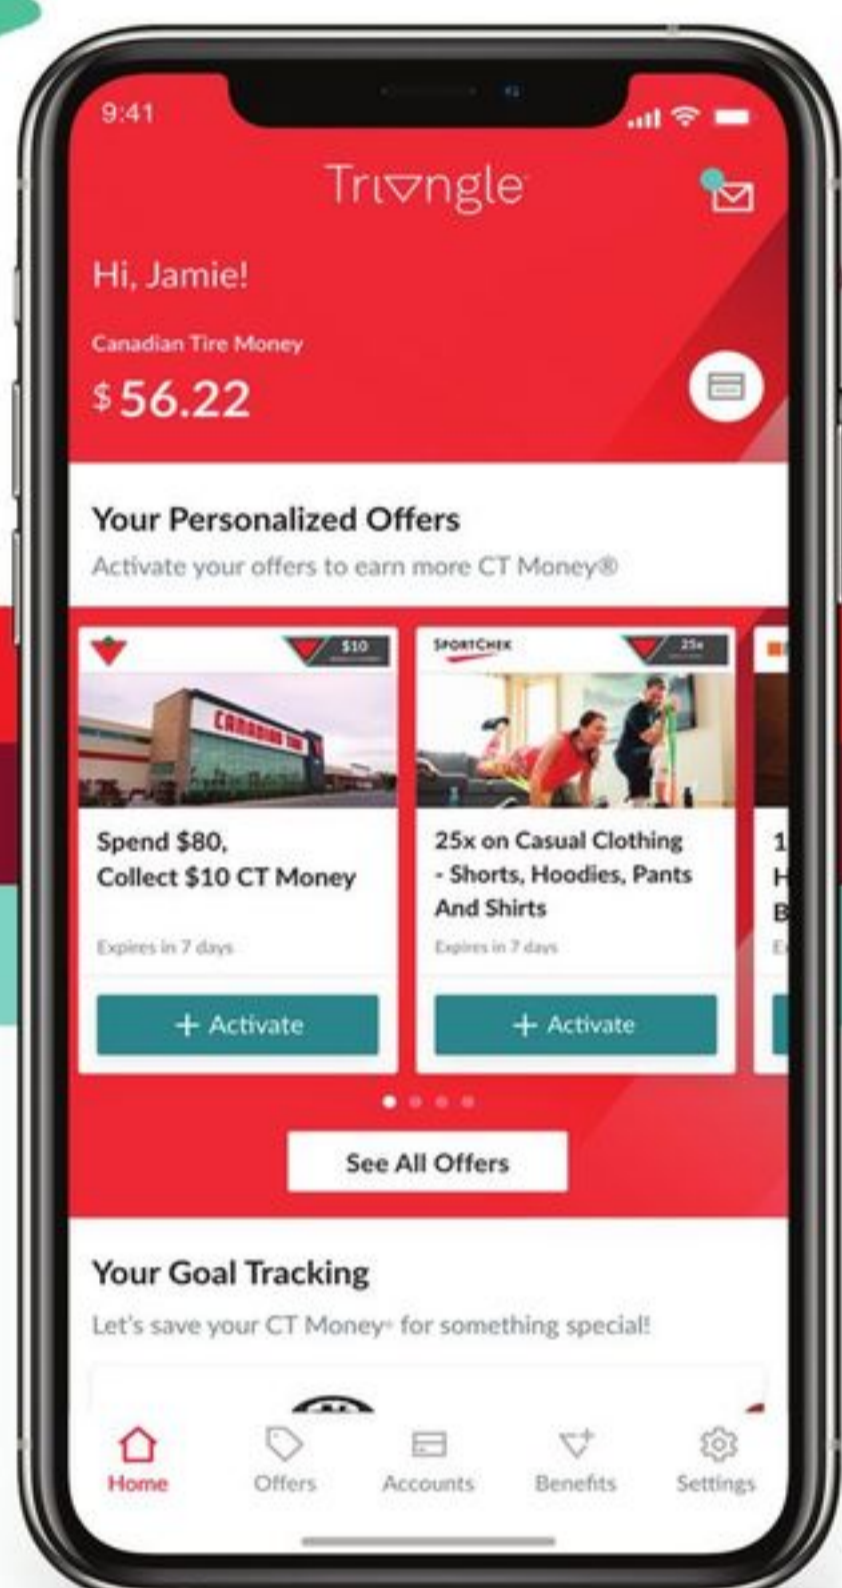 9:41
Triangle
Hi, Jamie!
Canadian Tire Money
$56.22
Your Personalized Offers
Activate your offers to earn more CT Money®
$10
SPORTCHEK
25x
CANADIAN TIRE
Spend $80,
Collect $10 CT Money
Expires in 7 days
+ Activate
25x on Casual Clothing
- Shorts, Hoodies, Pants
And Shirts
Expires in 7 days
+ Activate
1
H
B
E
See All Offers
Your Goal Tracking
Let's save your CT Money® for something special!
Home
Offers
Accounts
Benefits
Settings